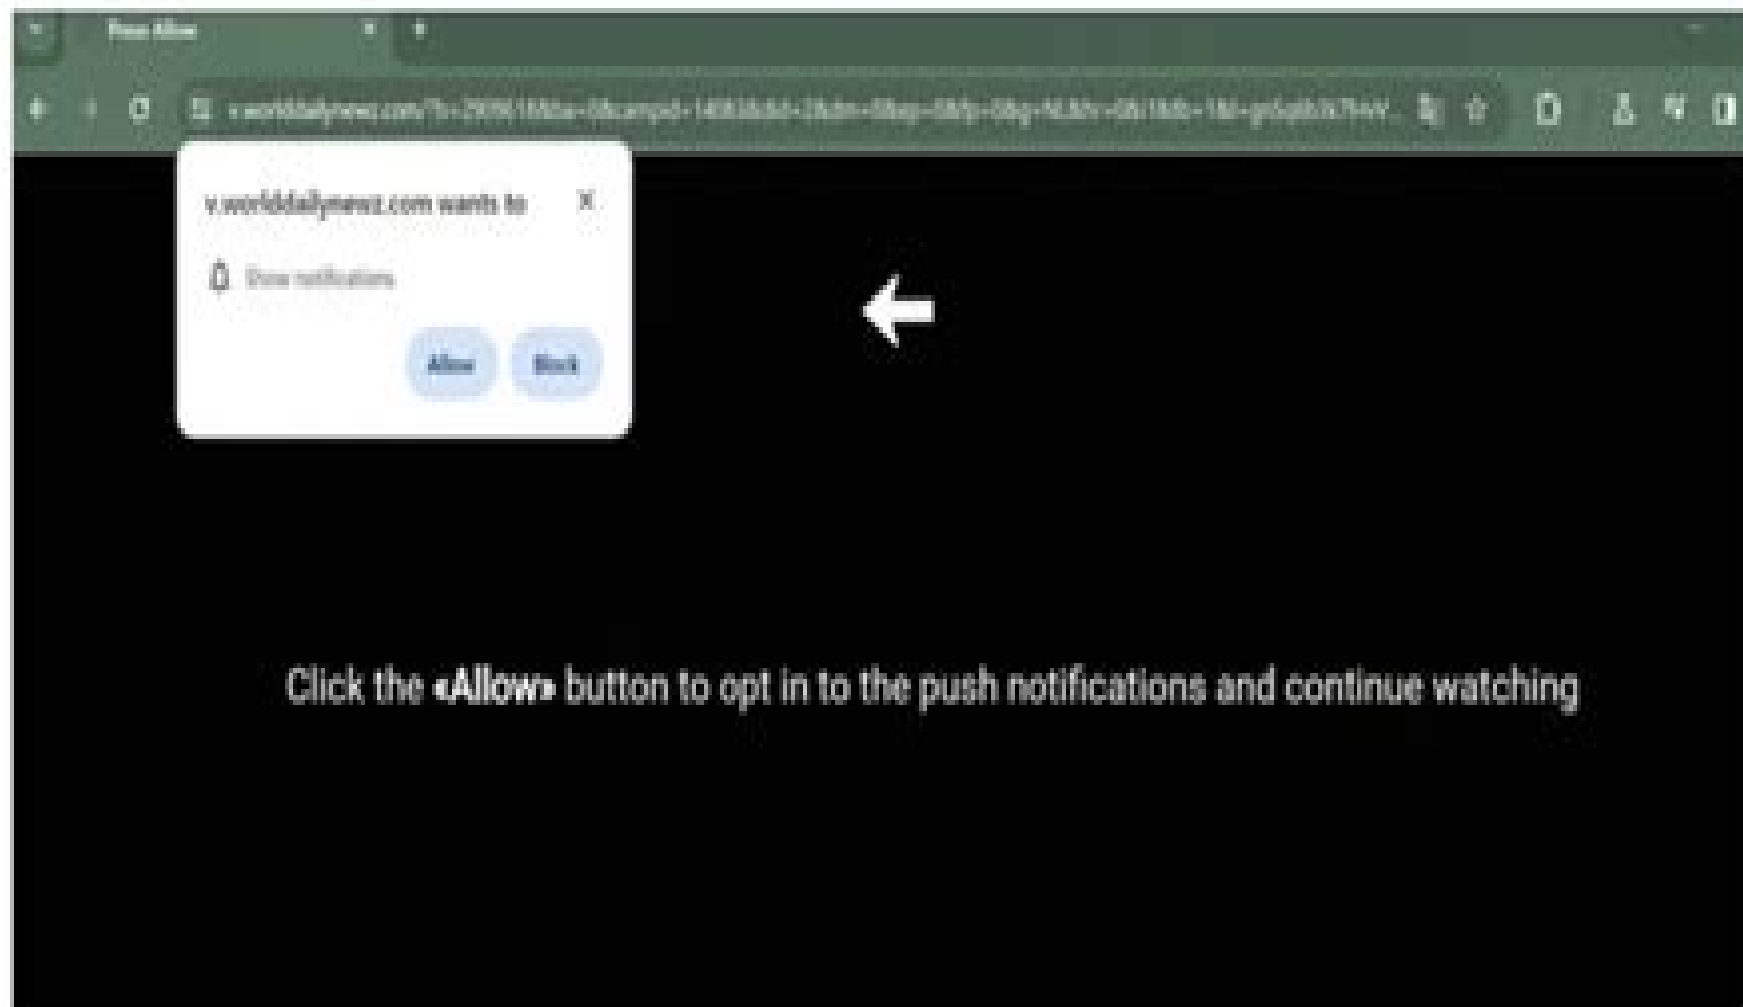 Press Allow
v.worlddailynewz.com wants to
Show notifications
Allow
Block
Click the «Allow» button to opt in to the push notifications and continue watching